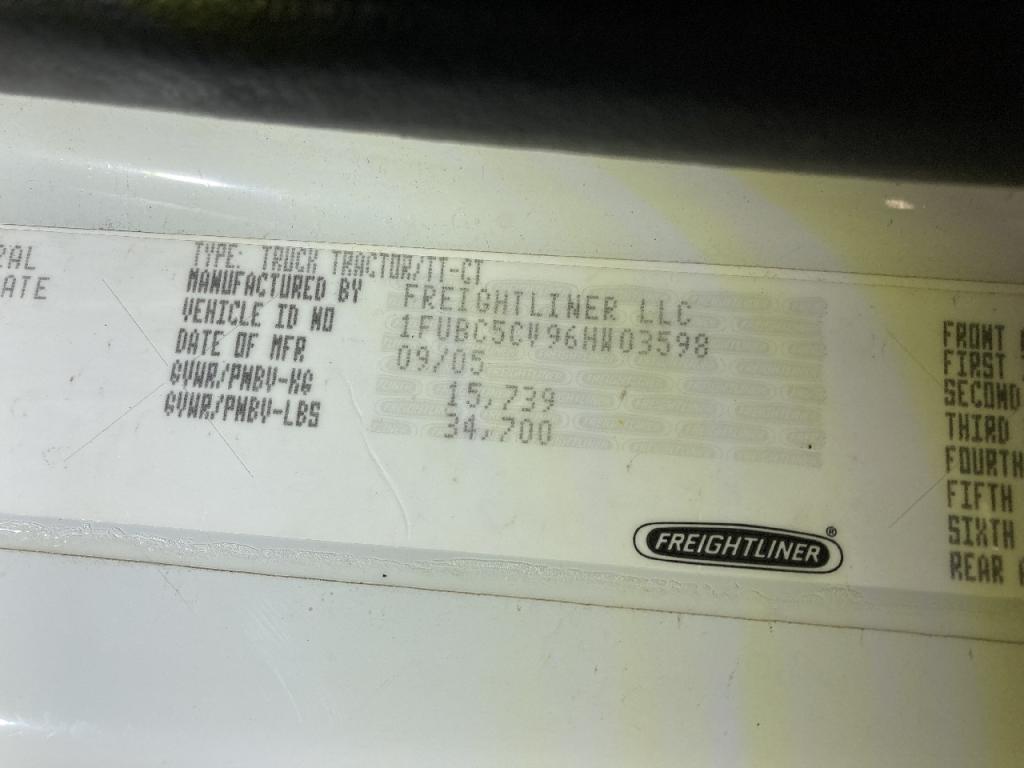 RAL
ATE
TYPE: TRUCK TRACTOR/TT-CT
MANUFACTURED BY FREIGHTLINER LLC
VEHICLE ID NO 1FUBC5CV96HW03598
DATE OF MFR 09/05
GVWR/PNBV-KG 15,739
GVWR/PNBV-LBS 34,700
FREIGHTLINER®
FRONT
FIRST
SECOND
THIRD
FOURTH
FIFTH
SIXTH
REAR